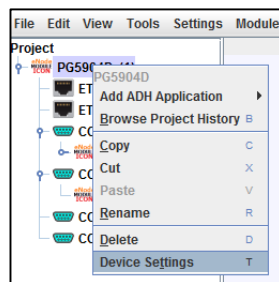 File Edit View Tools Settings Module
Project
PG5904D
PG5904D
ET
Add ADH Application
ET
Browse Project History B
CO
Copy C
Cut X
CO
Paste V
Rename R
CO
Delete D
CO
Device Settings T